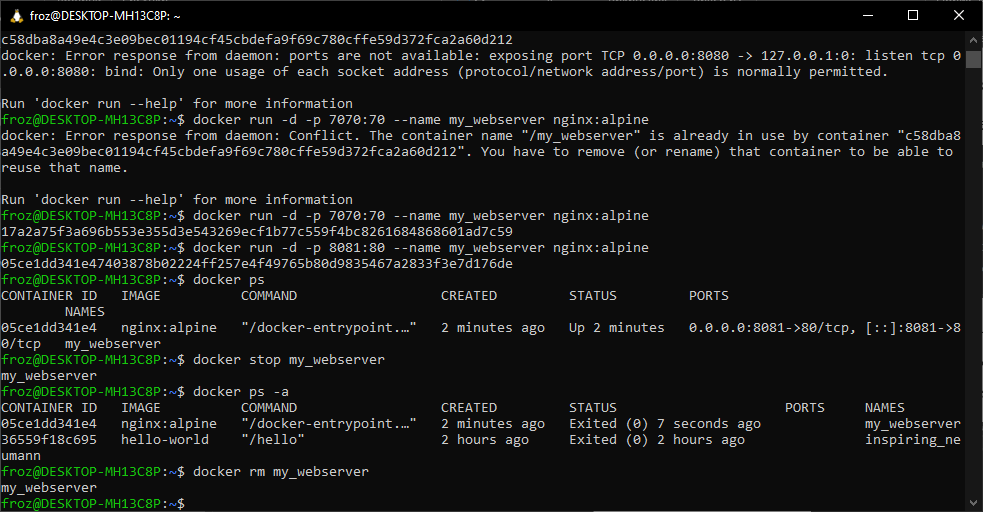 froz@DESKTOP-MH13C8P: ~
c58dba8a49e4c3e09bec01194cf45cbdefa9f69c780cffe59d372fca2a60d212
docker: Error response from daemon: ports are not available: exposing port TCP 0.0.0.0:8080 -> 127.0.0.1:0: listen tcp 0
.0.0.0:8080: bind: Only one usage of each socket address (protocol/network address/port) is normally permitted.
Run 'docker run --help' for more information
froz@DESKTOP-MH13C8P:~$ docker run -d -p 7070:70 --name my_webserver nginx:alpine
docker: Error response from daemon: Conflict. The container name "/my_webserver" is already in use by container "c58dba8
a49e4c3e09bec01194cf45cbdefa9f69c780cffe59d372fca2a60d212". You have to remove (or rename) that container to be able to
reuse that name.
Run 'docker run --help' for more information
froz@DESKTOP-MH13C8P:~$ docker run -d -p 7070:70 --name my_webserver nginx:alpine
17a2a75f3a696b553e355d3e543269ecf1b77c559f4bc8261684868601ad7c59
froz@DESKTOP-MH13C8P:~$ docker run -d -p 8081:80 --name my_webserver nginx:alpine
05ce1dd341e47403878b02224ff257e4f49765b80d9835467a2833f3e7d176de
froz@DESKTOP-MH13C8P:~$ docker ps
CONTAINER ID   IMAGE          COMMAND                  CREATED         STATUS         PORTS
        NAMES
05ce1dd341e4   nginx:alpine   "/docker-entrypoint.…"   2 minutes ago   Up 2 minutes   0.0.0.0:8081->80/tcp, [::]:8081->8
0/tcp   my_webserver
froz@DESKTOP-MH13C8P:~$ docker stop my_webserver
my_webserver
froz@DESKTOP-MH13C8P:~$ docker ps -a
CONTAINER ID   IMAGE          COMMAND                  CREATED         STATUS                     PORTS     NAMES
05ce1dd341e4   nginx:alpine   "/docker-entrypoint.…"   2 minutes ago   Exited (0) 7 seconds ago             my_webserver
36559f18c695   hello-world    "/hello"                 2 hours ago     Exited (0) 2 hours ago               inspiring_ne
umann
froz@DESKTOP-MH13C8P:~$ docker rm my_webserver
my_webserver
froz@DESKTOP-MH13C8P:~$